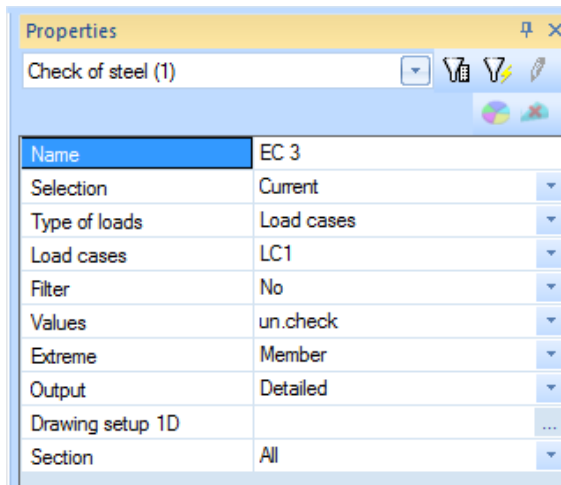 Properties
Check of steel (1)
Name EC 3
Selection Current
Type of loads Load cases
Load cases LC1
Filter No
Values un.check
Extreme Member
Output Detailed
Drawing setup 1D ...
Section All